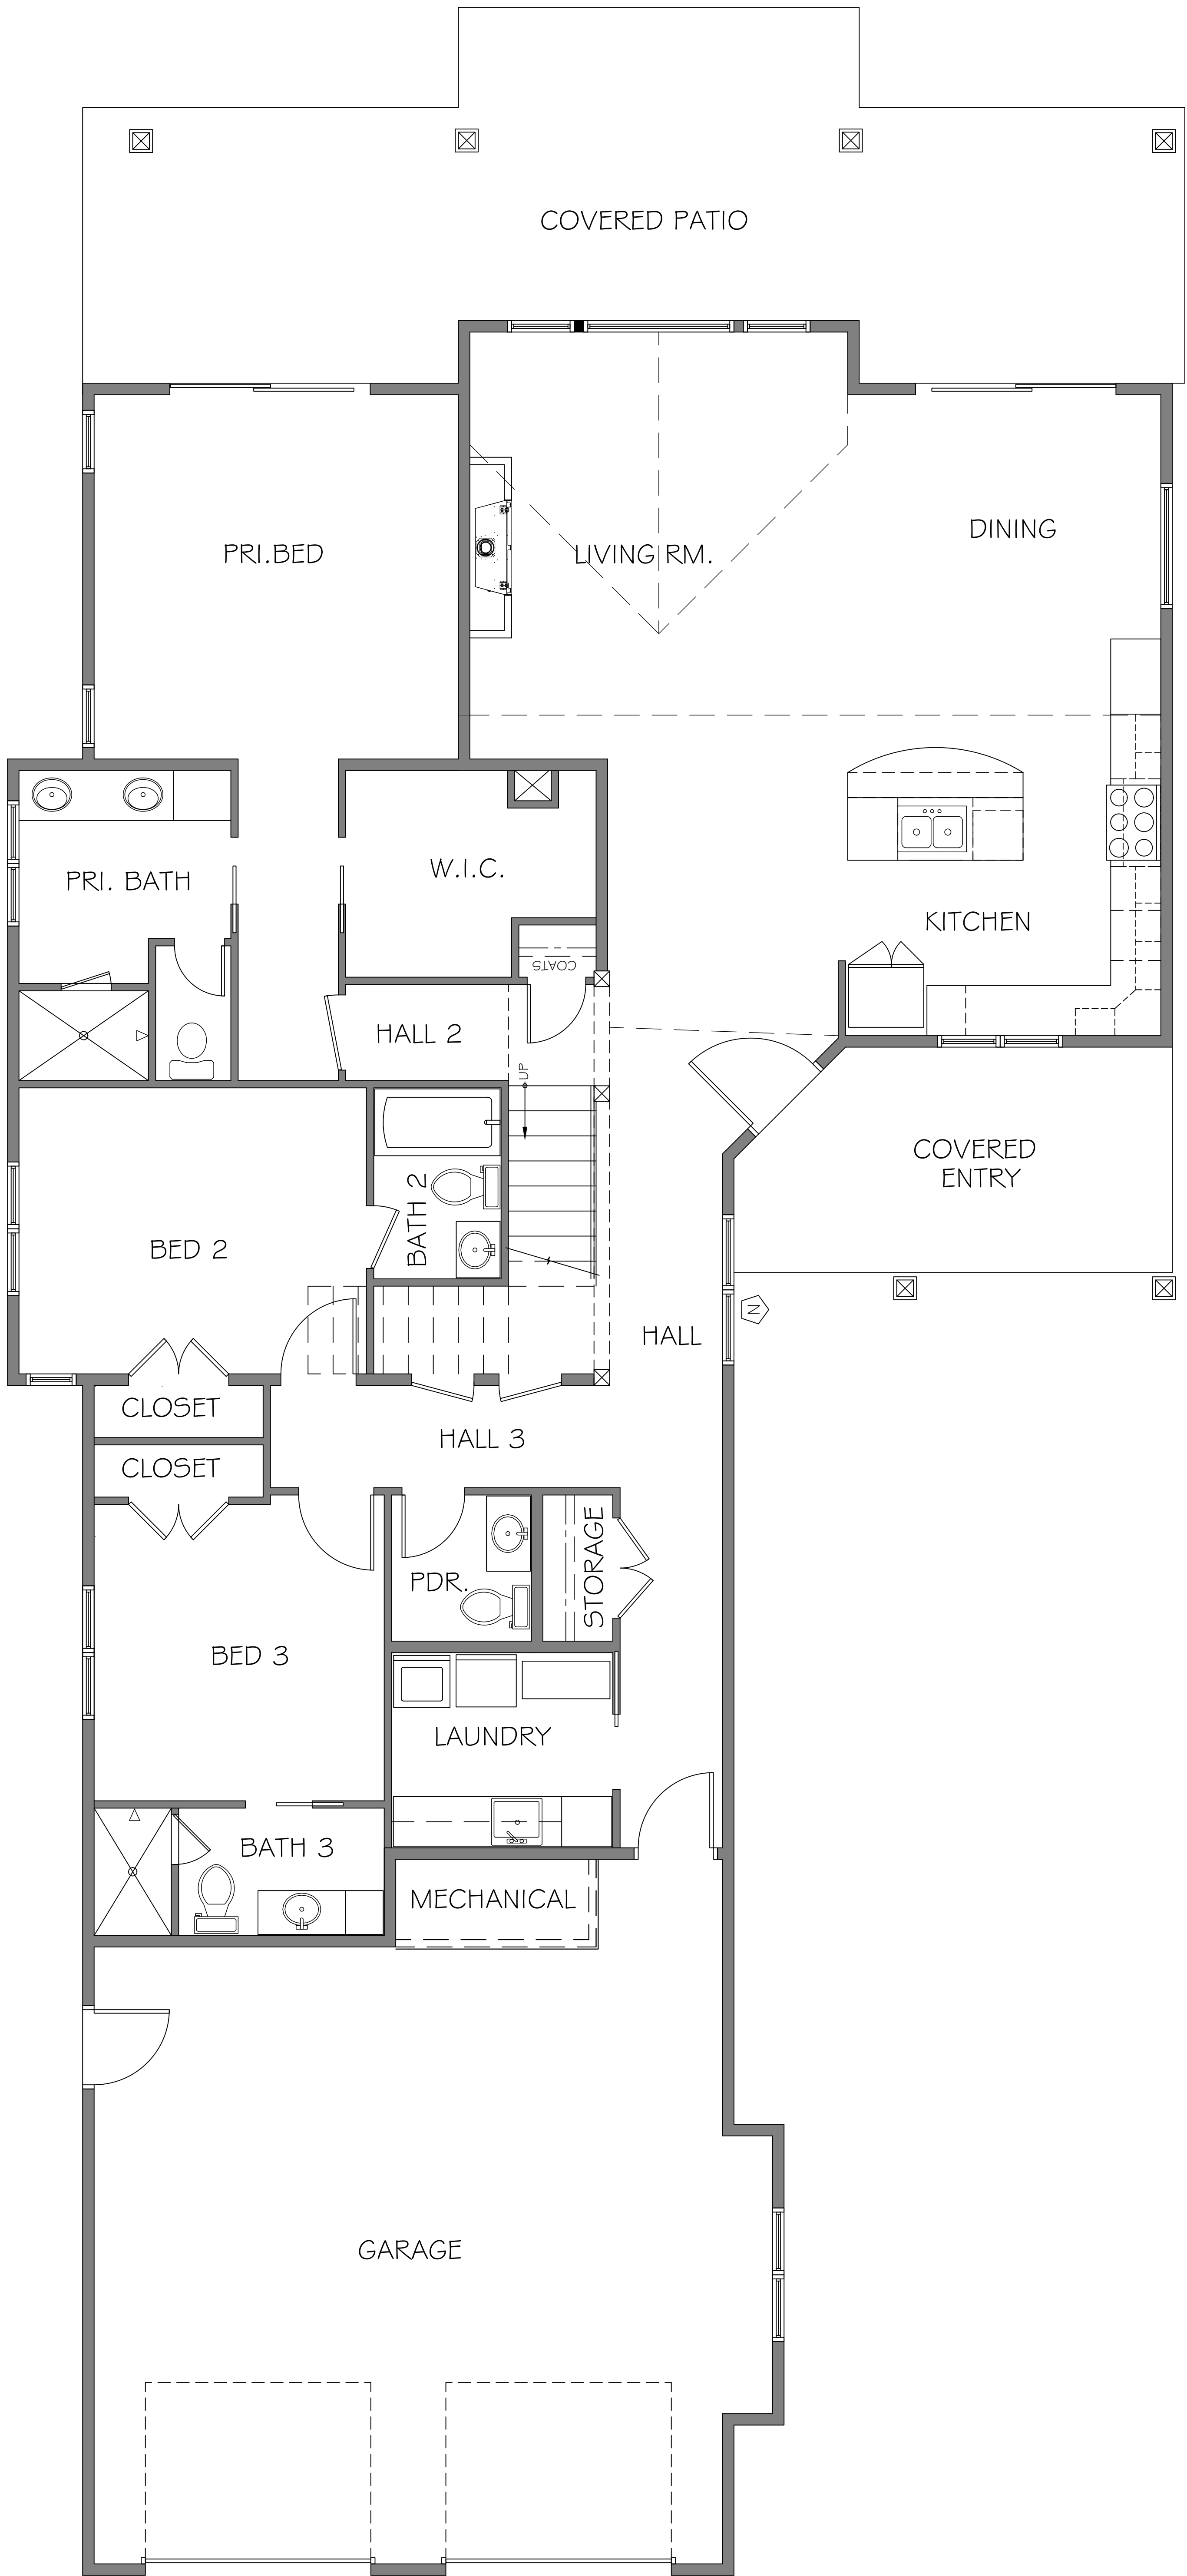 COVERED PATIO
DINING
PRI.BED
LIVING RM.
W.I.C.
PRI. BATH
KITCHEN
COATS
HALL 2
UP
COVERED
ENTRY
BATH 2
BED 2
N
HALL
CLOSET
HALL 3
CLOSET
STORAGE
PDR.
BED 3
LAUNDRY
BATH 3
MECHANICAL
GARAGE